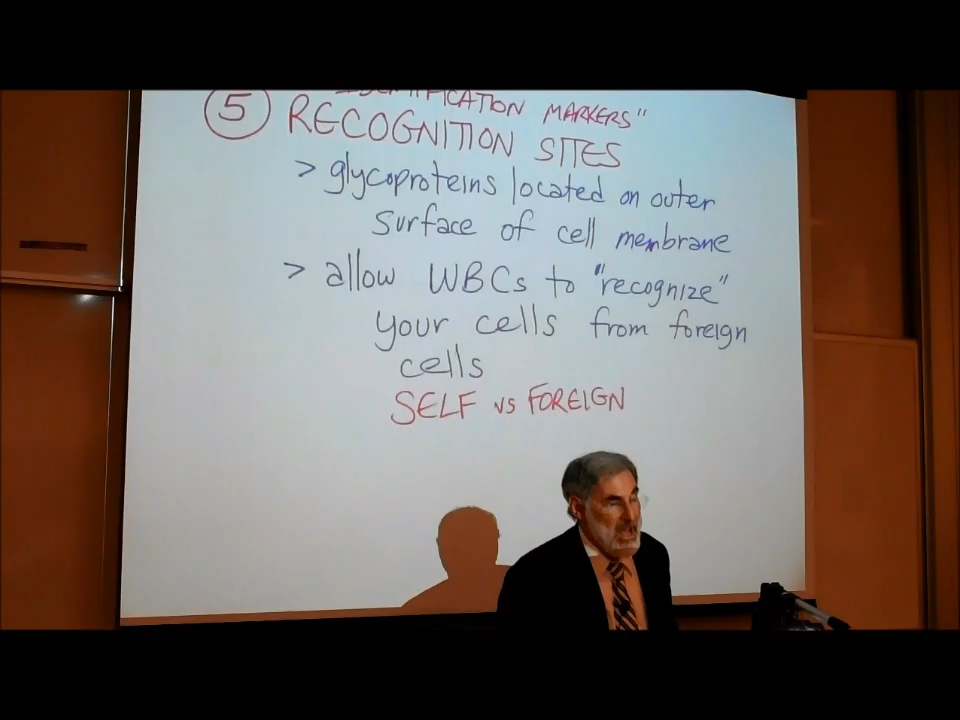 IDENTIFICATION MARKERS"
⑤ RECOGNITION SITES
> glycoproteins located on outer
surface of cell membrane
> allow WBCs to "recognize"
your cells from foreign
cells
SELF vs FOREIGN